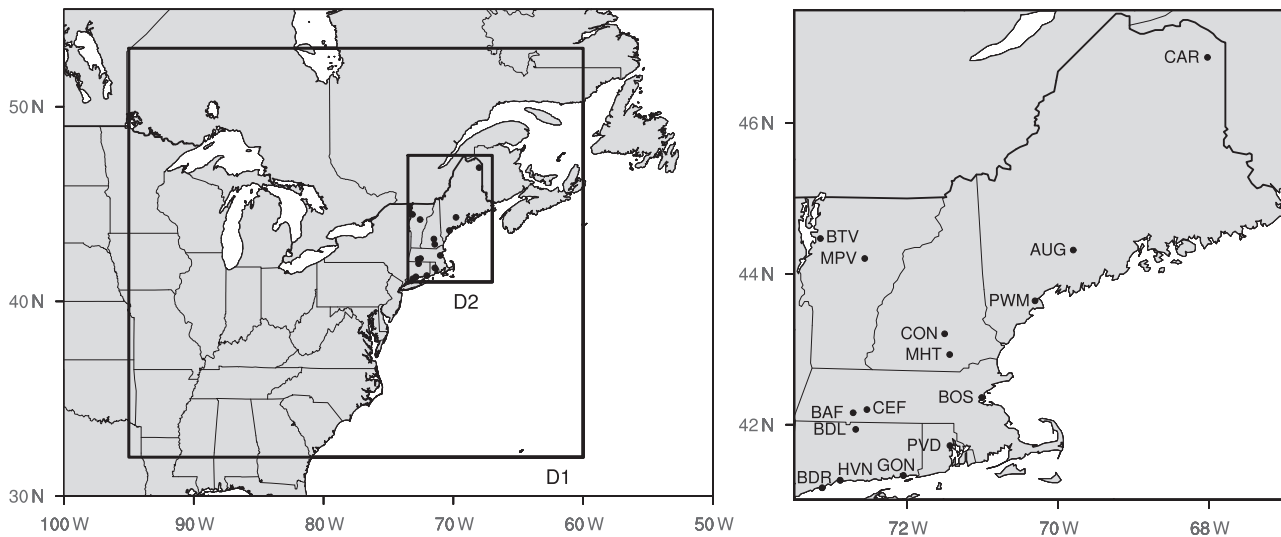 50 N
40 N
30 N
100 W
90 W
80 W
70 W
60 W
50 W
D2
D1
CAR
46 N
BTV
MPV
AUG
44 N
PWM
CON
MHT
BOS
BAF
CEF
42 N
BDL
PVD
BDR
HVN
GON
72 W
70 W
68 W